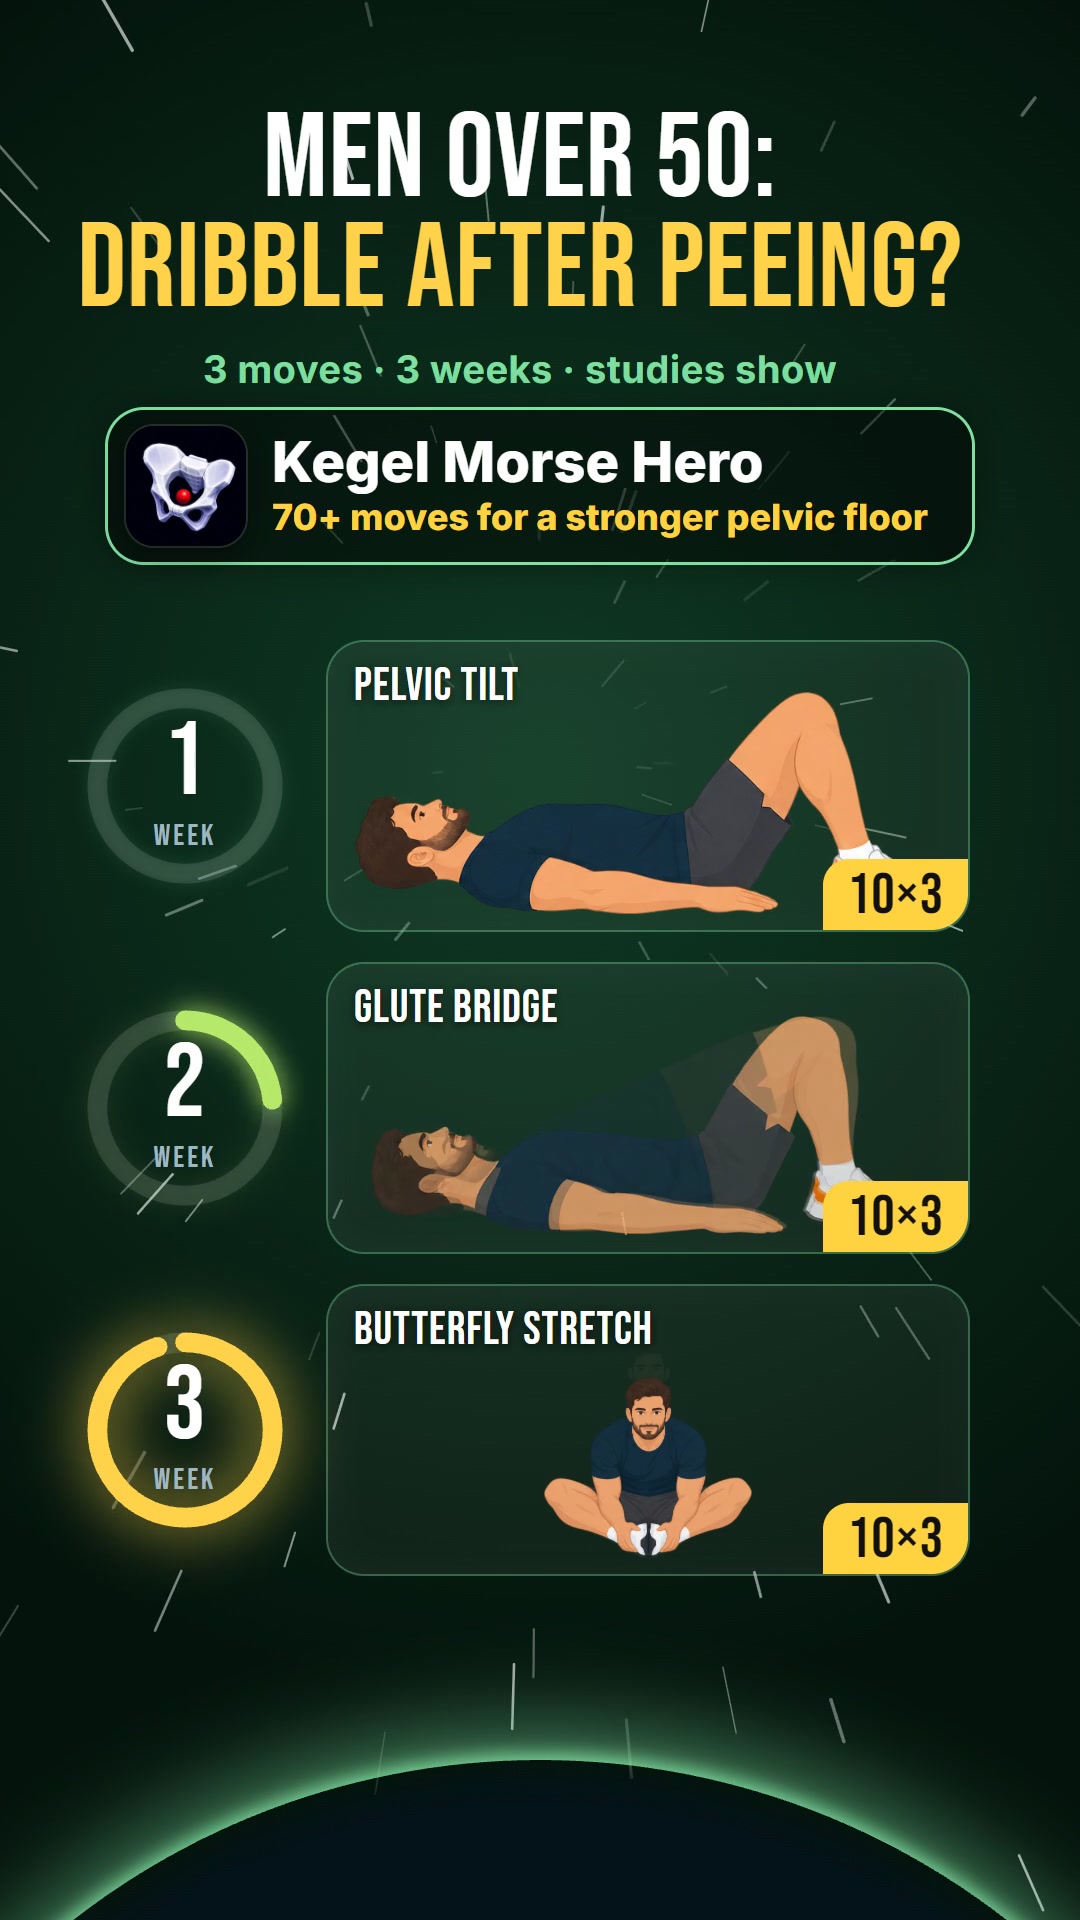 MEN OVER 50:
DRIBBLE AFTER PEEING?
3 moves · 3 weeks · studies show
Kegel Morse Hero
70+ moves for a stronger pelvic floor
1
WEEK
PELVIC TILT
10×3
2
WEEK
GLUTE BRIDGE
10×3
3
WEEK
BUTTERFLY STRETCH
10×3